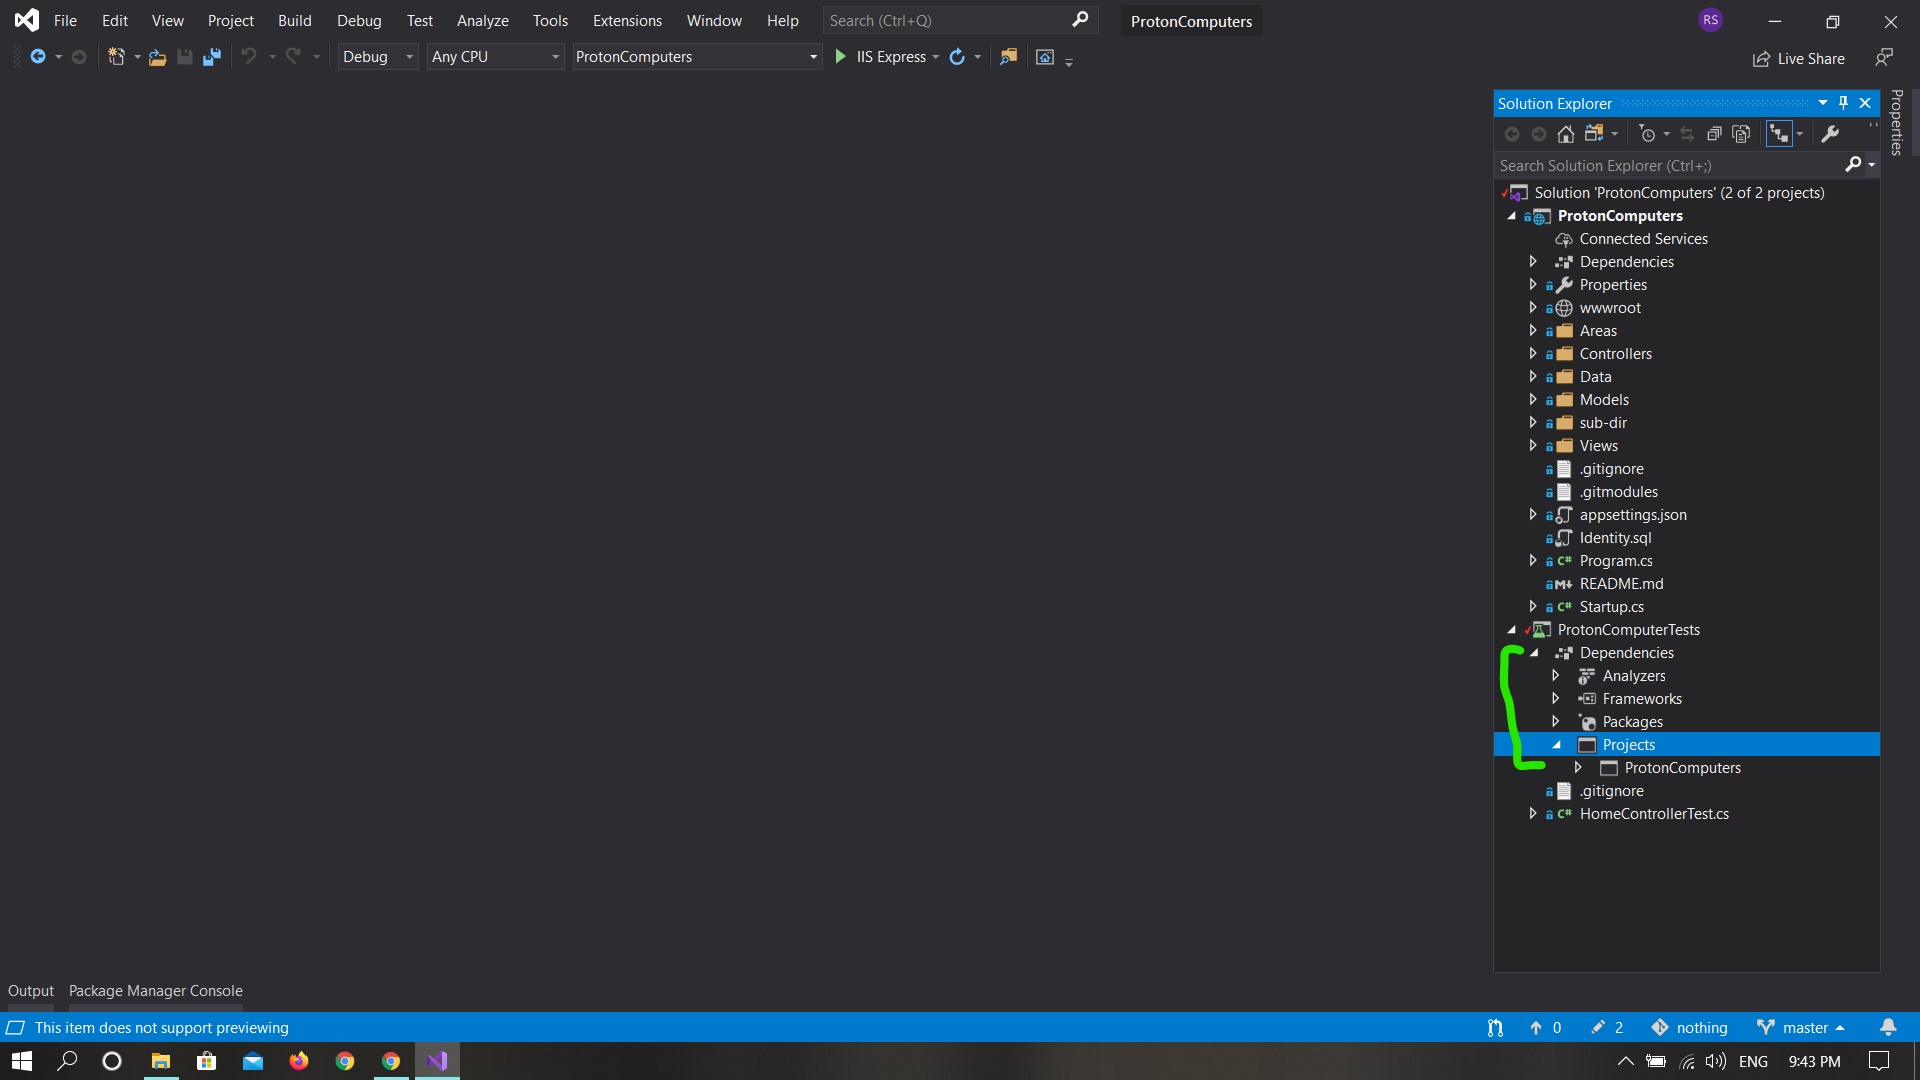 File Edit View Project Build Debug Test Analyze Tools Extensions Window Help Search (Ctrl+Q) ProtonComputers RS
Debug Any CPU ProtonComputers IIS Express Live Share
Properties
Solution Explorer
Search Solution Explorer (Ctrl+;)
Solution 'ProtonComputers' (2 of 2 projects)
ProtonComputers
Connected Services
Dependencies
Properties
wwwroot
Areas
Controllers
Data
Models
sub-dir
Views
.gitignore
.gitmodules
appsettings.json
Identity.sql
C# Program.cs
README.md
C# Startup.cs
ProtonComputerTests
Dependencies
Analyzers
Frameworks
Packages
Projects
ProtonComputers
.gitignore
C# HomeControllerTest.cs
Output Package Manager Console
This item does not support previewing 0 2 nothing master
ENG 9:43 PM